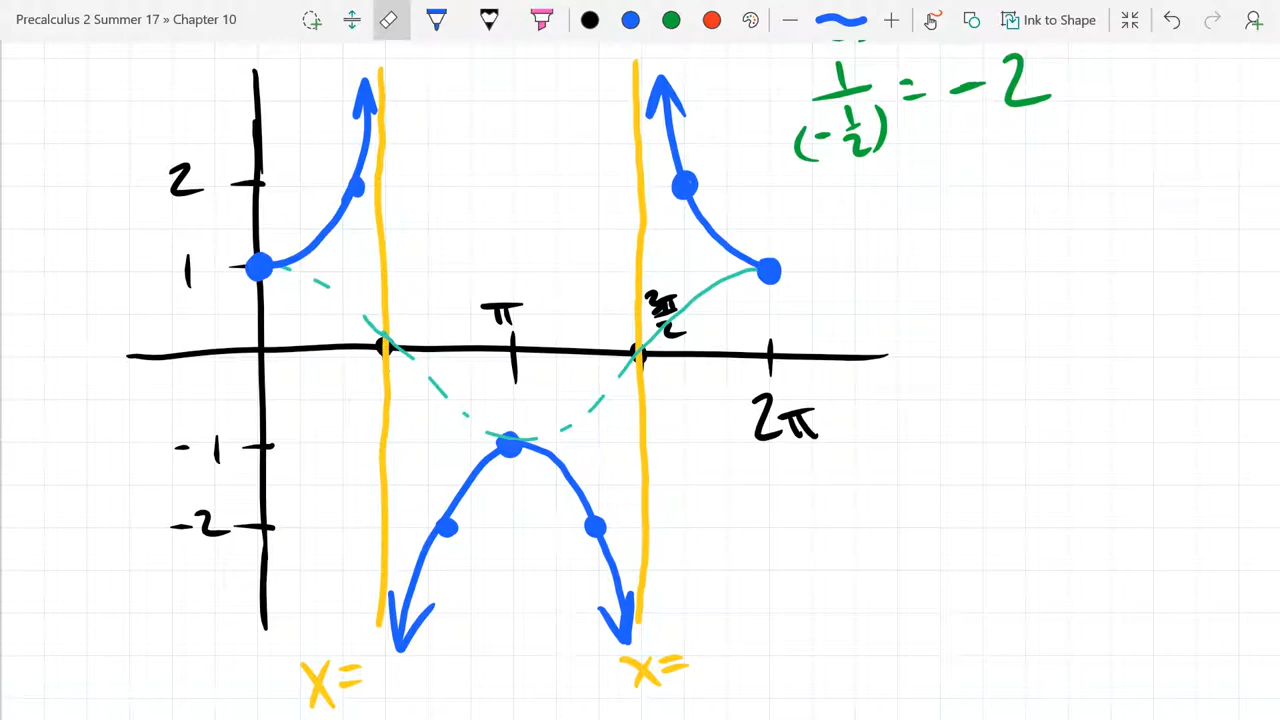 Precalculus 2 Summer 17 » Chapter 10
Ink to Shape
1/(-1/2) = -2
2
1
π
3π/2
2π
-1
-2
x=
x=